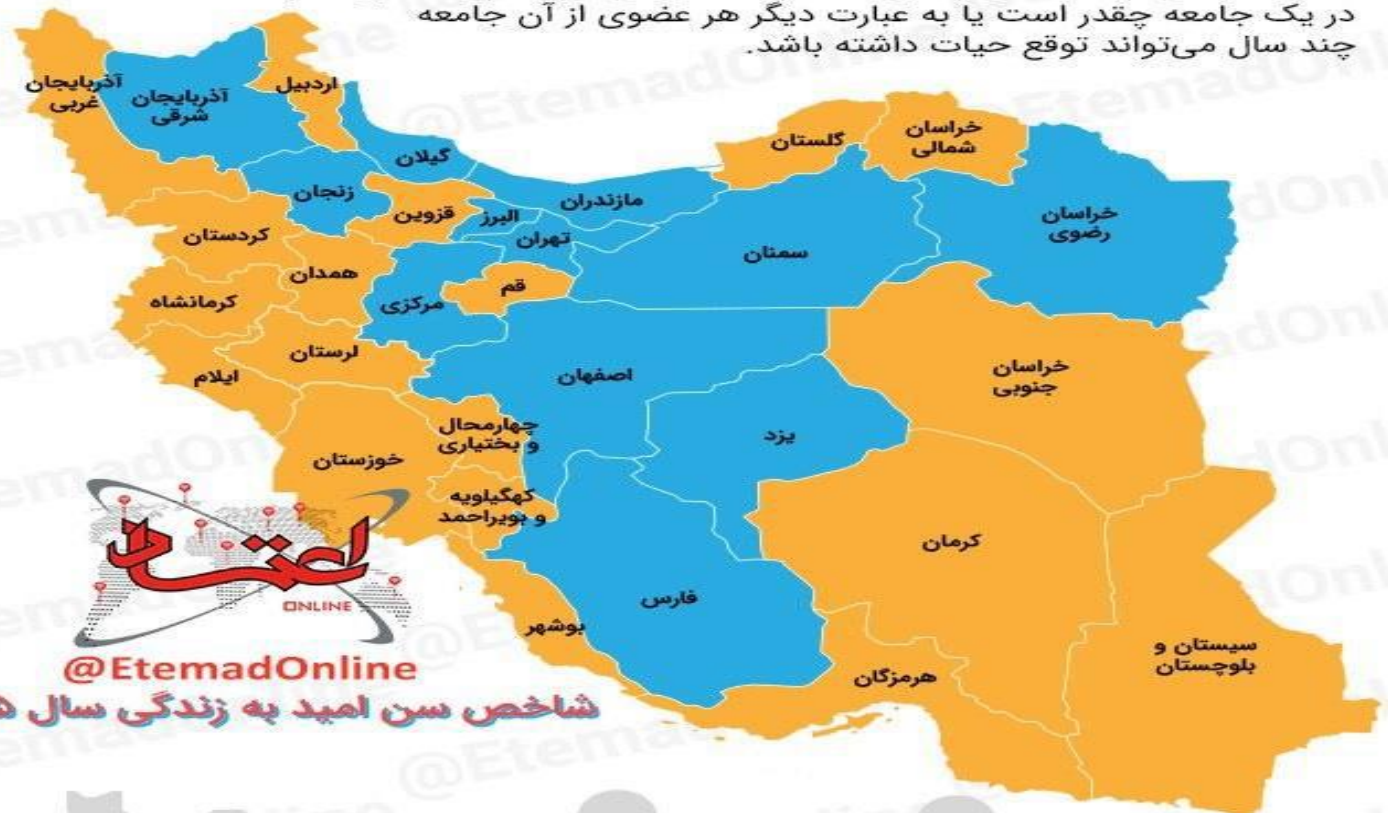 در یک جامعه چقدر است یا به عبارت دیگر هر عضوی از آن جامعه
چند سال می‌تواند توقع حیات داشته باشد.
آذربایجان
غربی
آذربایجان
شرقی
اردبیل
گیلان
زنجان
قزوین
البرز
مازندران
تهران
گلستان
خراسان
شمالی
خراسان
رضوی
سمنان
کردستان
همدان
کرمانشاه
مرکزی
قم
لرستان
ایلام
اصفهان
خراسان
جنوبی
یزد
چهارمحال
و بختیاری
خوزستان
کهگیلویه
و بویراحمد
کرمان
فارس
بوشهر
سیستان و
بلوچستان
هرمزگان
اعتماد
ONLINE
@EtemadOnline
شاخص سن امید به زندگی سال ۵